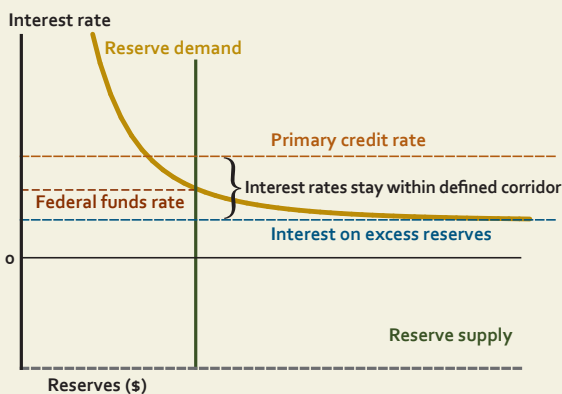 Interest rate
Reserve demand
Primary credit rate
Interest rates stay within defined corridor
Federal funds rate
Interest on excess reserves
0
Reserve supply
Reserves ($)